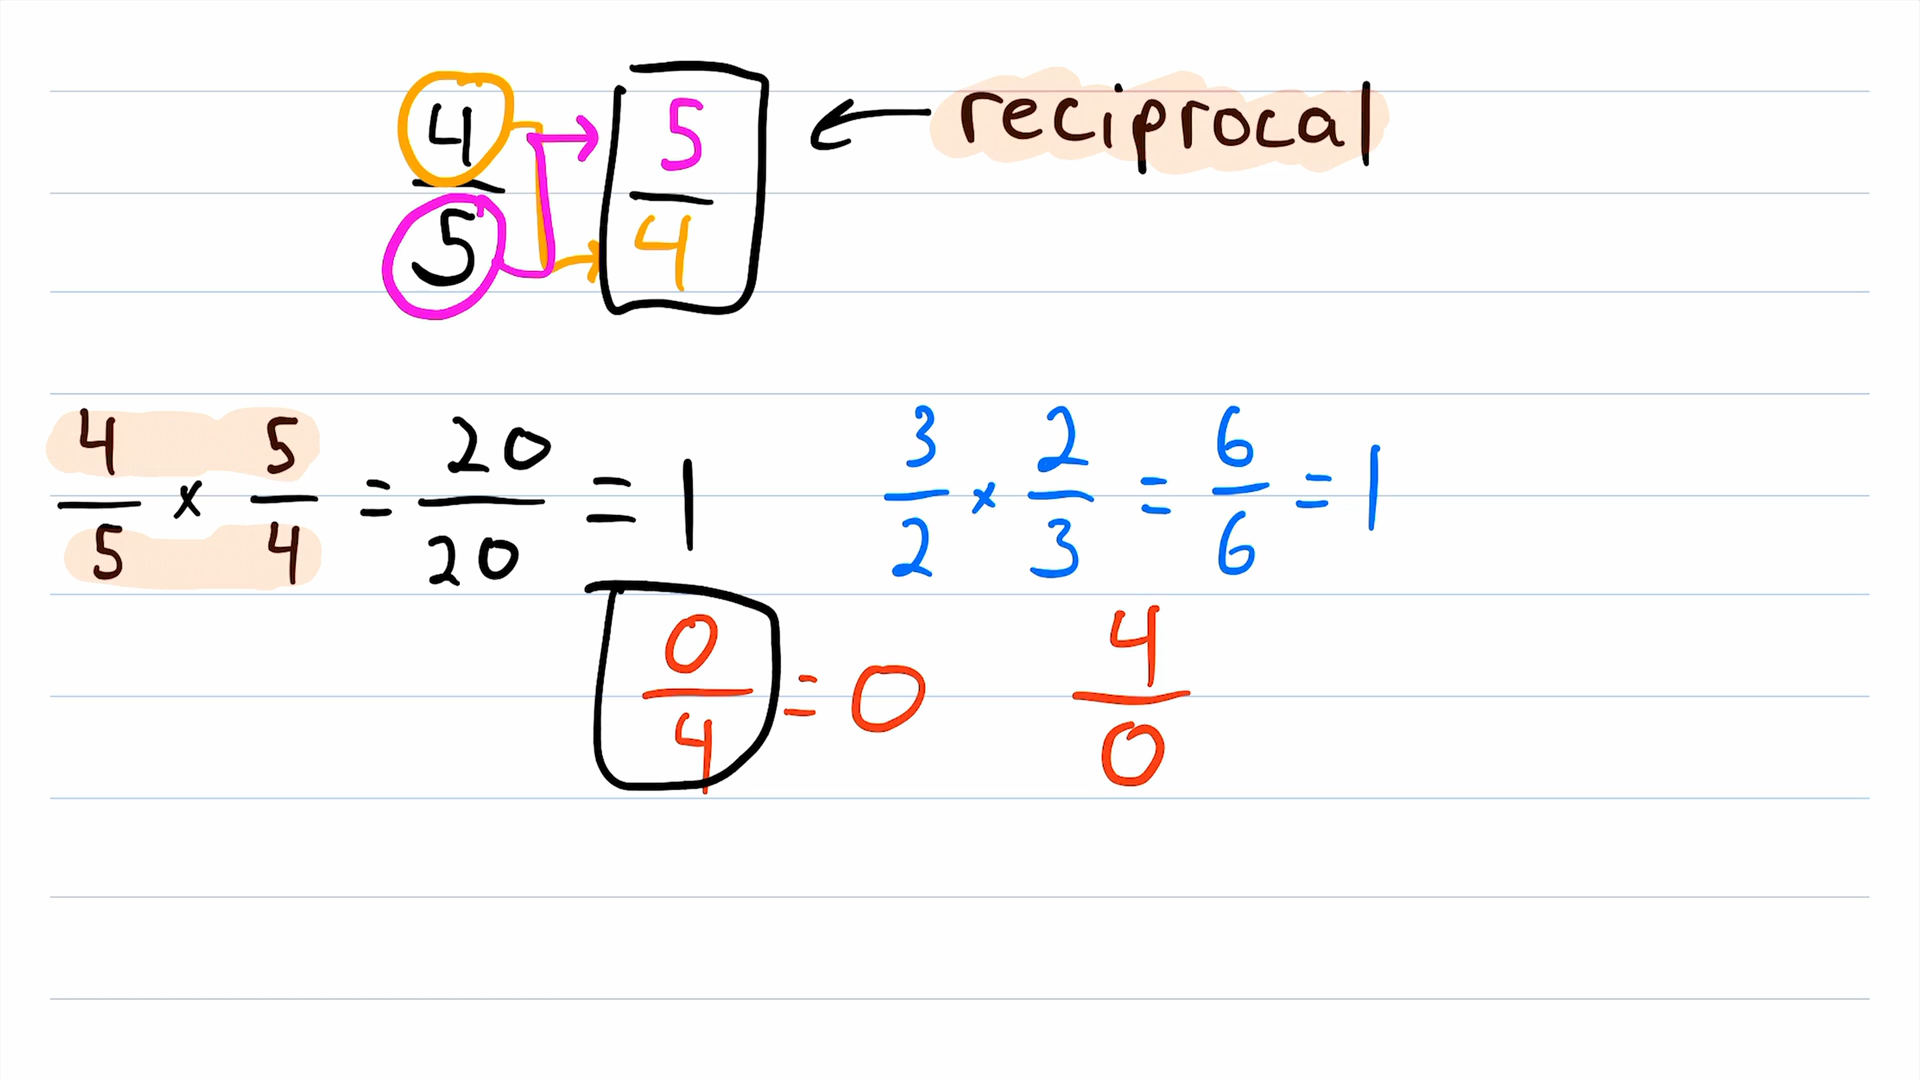 4/5 → 5/4 ← reciprocal
4/5 x 5/4 = 20/20 = 1
3/2 x 2/3 = 6/6 = 1
0/4 = 0
4/0